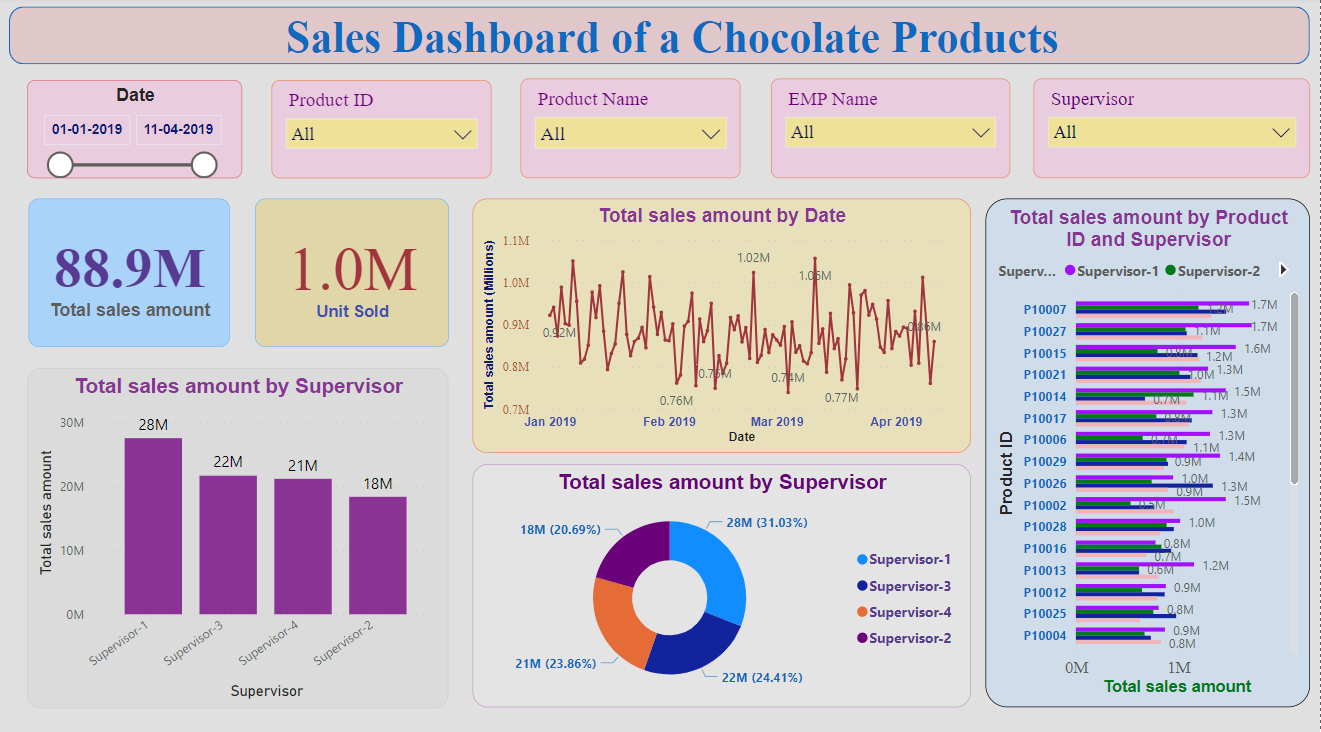 Sales Dashboard of a Chocolate Products
Date
01-01-2019 11-04-2019
Product ID
All
Product Name
All
EMP Name
All
Supervisor
All
88.9M
Total sales amount
1.0M
Unit Sold
Total sales amount by Supervisor
Total sales amount
30M
20M
10M
0M
28M
22M
21M
18M
Supervisor-1
Supervisor-3
Supervisor-4
Supervisor-2
Supervisor
Total sales amount by Date
Total sales amount (Millions)
1.1M
1.0M
0.9M
0.8M
0.7M
0.92M
0.76M
0.75M
1.02M
0.74M
1.06M
0.77M
0.86M
Jan 2019 Feb 2019 Mar 2019 Apr 2019
Date
Total sales amount by Supervisor
28M (31.03%)
22M (24.41%)
21M (23.86%)
18M (20.69%)
Supervisor-1
Supervisor-3
Supervisor-4
Supervisor-2
Total sales amount by Product
ID and Supervisor
Superv... Supervisor-1 Supervisor-2
Product ID
P10007 1.2M 1.7M
P10027 1.1M 1.7M
P10015 0.8M 1.2M 1.6M
P10021 1.0M 1.3M
P10014 0.7M 1.1M 1.5M
P10017 0.8M 1.3M
P10006 0.7M 1.1M 1.3M
P10029 0.9M 1.4M
P10026 1.0M 0.9M 1.3M
P10002 0.5M 1.5M
P10028 1.0M
P10016 0.8M 0.7M
P10013 0.6M 1.2M
P10012 0.9M
P10025 0.8M
P10004 0.9M 0.8M
0M 1M
Total sales amount